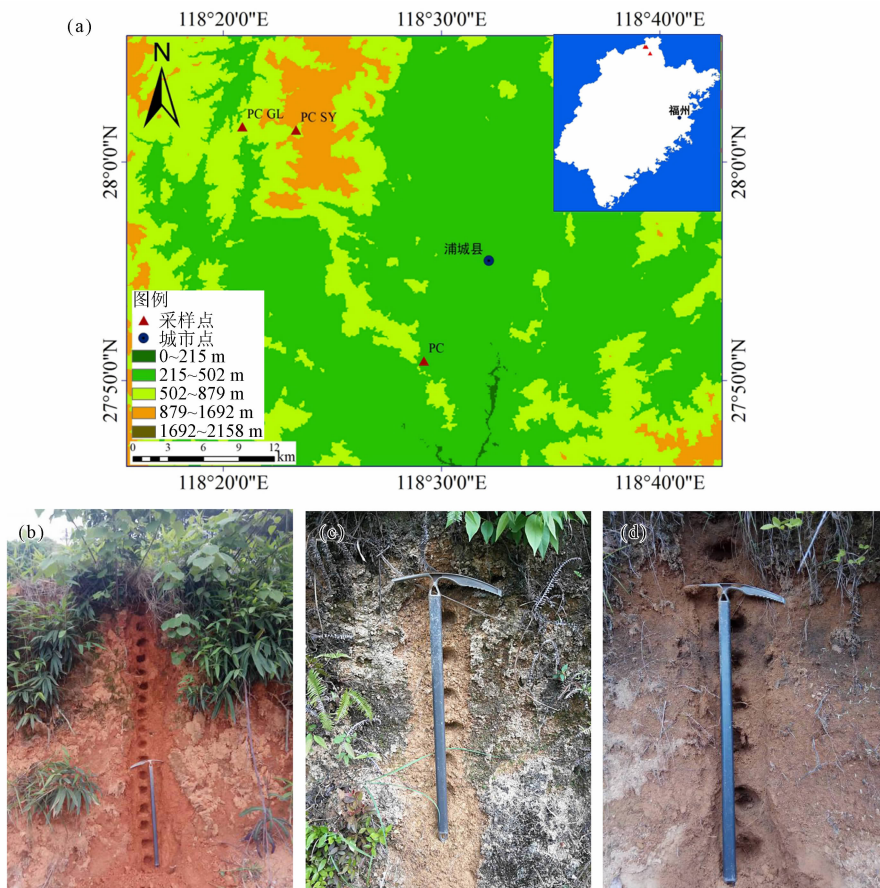 (a)
118°20′0″E 118°30′0″E 118°40′0″E
N
PC GL PC SY
福州
28°0′0″N 28°0′0″N
浦城县
PC
图例
采样点
城市点
0~215 m
215~502 m
502~879 m
879~1692 m
1692~2158 m
27°50′0″N 27°50′0″N
0 3 6 9 12
km
118°20′0″E 118°30′0″E 118°40′0″E
(b) (c) (d)